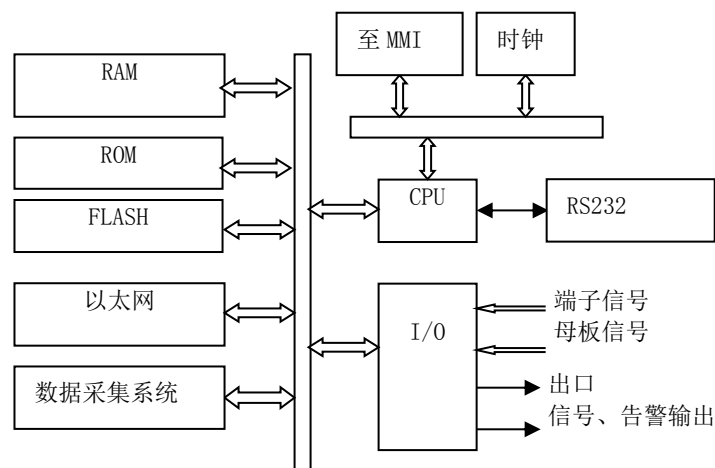 至 MMI
时钟
RAM
ROM
FLASH
以太网
数据采集系统
CPU
RS232
I/O
端子信号
母板信号
出口
信号、告警输出